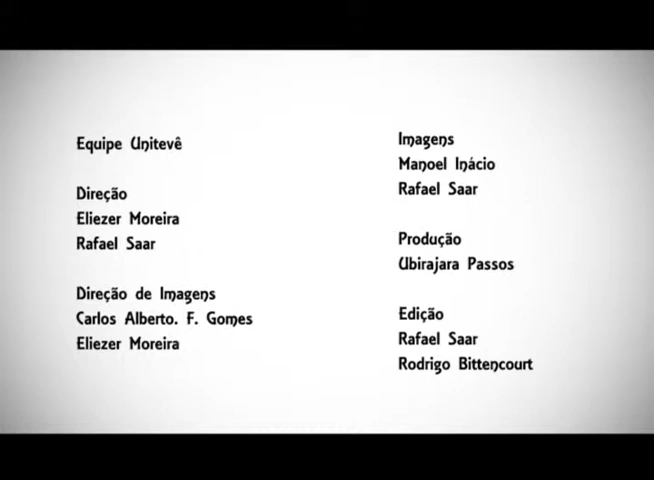 Equipe Unitevê
Direção
Eliezer Moreira
Rafael Saar
Direção de Imagens
Carlos Alberto. F. Gomes
Eliezer Moreira
Imagens
Manoel Inácio
Rafael Saar
Produção
Ubirajara Passos
Edição
Rafael Saar
Rodrigo Bittencourt